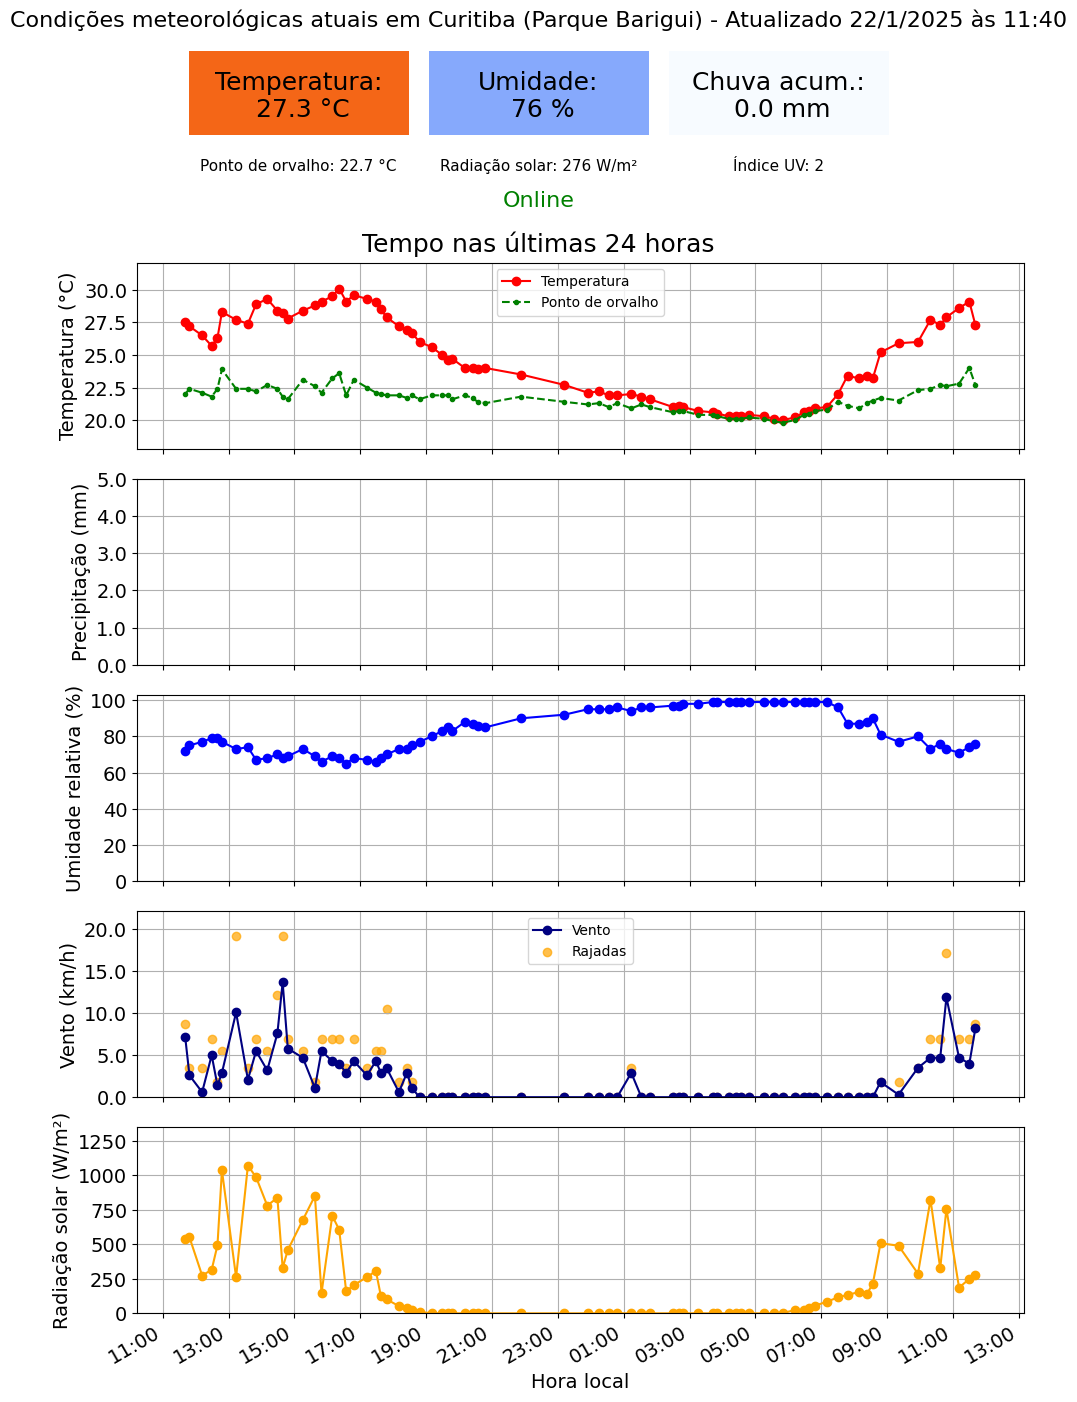 Condições meteorológicas atuais em Curitiba (Parque Barigui) - Atualizado 22/1/2025 às 11:40
Temperatura:
27.3 °C
Umidade:
76 %
Chuva acum.:
0.0 mm
Ponto de orvalho: 22.7 °C
Radiação solar: 276 W/m²
Índice UV: 2
Online
Tempo nas últimas 24 horas
Temperatura (°C)
30.0
27.5
25.0
22.5
20.0
Temperatura
Ponto de orvalho
Precipitação (mm)
5.0
4.0
3.0
2.0
1.0
0.0
Umidade relativa (%)
100
80
60
40
20
0
Vento (km/h)
20.0
15.0
10.0
5.0
0.0
Vento
Rajadas
Radiação solar (W/m²)
1250
1000
750
500
250
0
11:00
13:00
15:00
17:00
19:00
21:00
23:00
01:00
03:00
05:00
07:00
09:00
11:00
13:00
Hora local